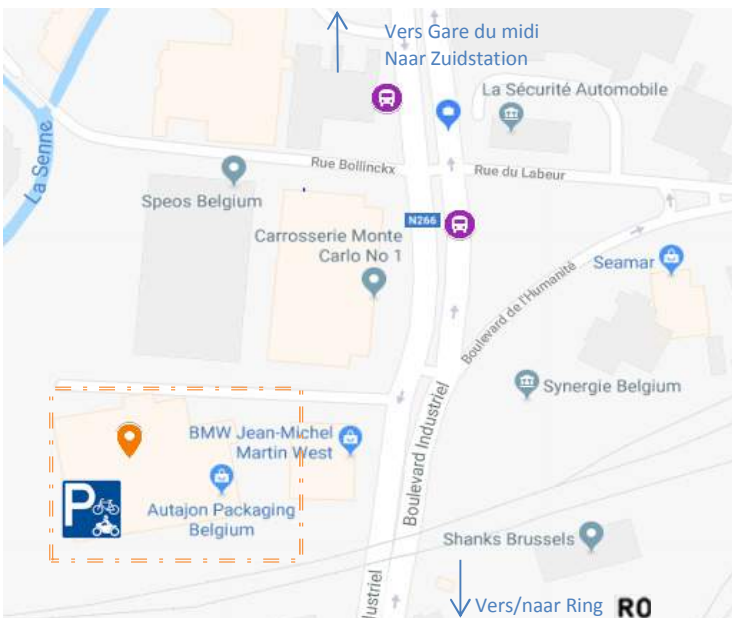 Vers Gare du midi
Naar Zuidstation
La Sécurité Automobile
La Senne
Rue Bollinckx
Rue du Labeur
Speos Belgium
N266
Carrosserie Monte
Carlo No 1
Seamar
Boulevard de l'Humanité
Synergie Belgium
BMW Jean-Michel
Martin West
Boulevard Industriel
P
Autajon Packaging
Belgium
Shanks Brussels
ustriel
Vers/naar Ring R0